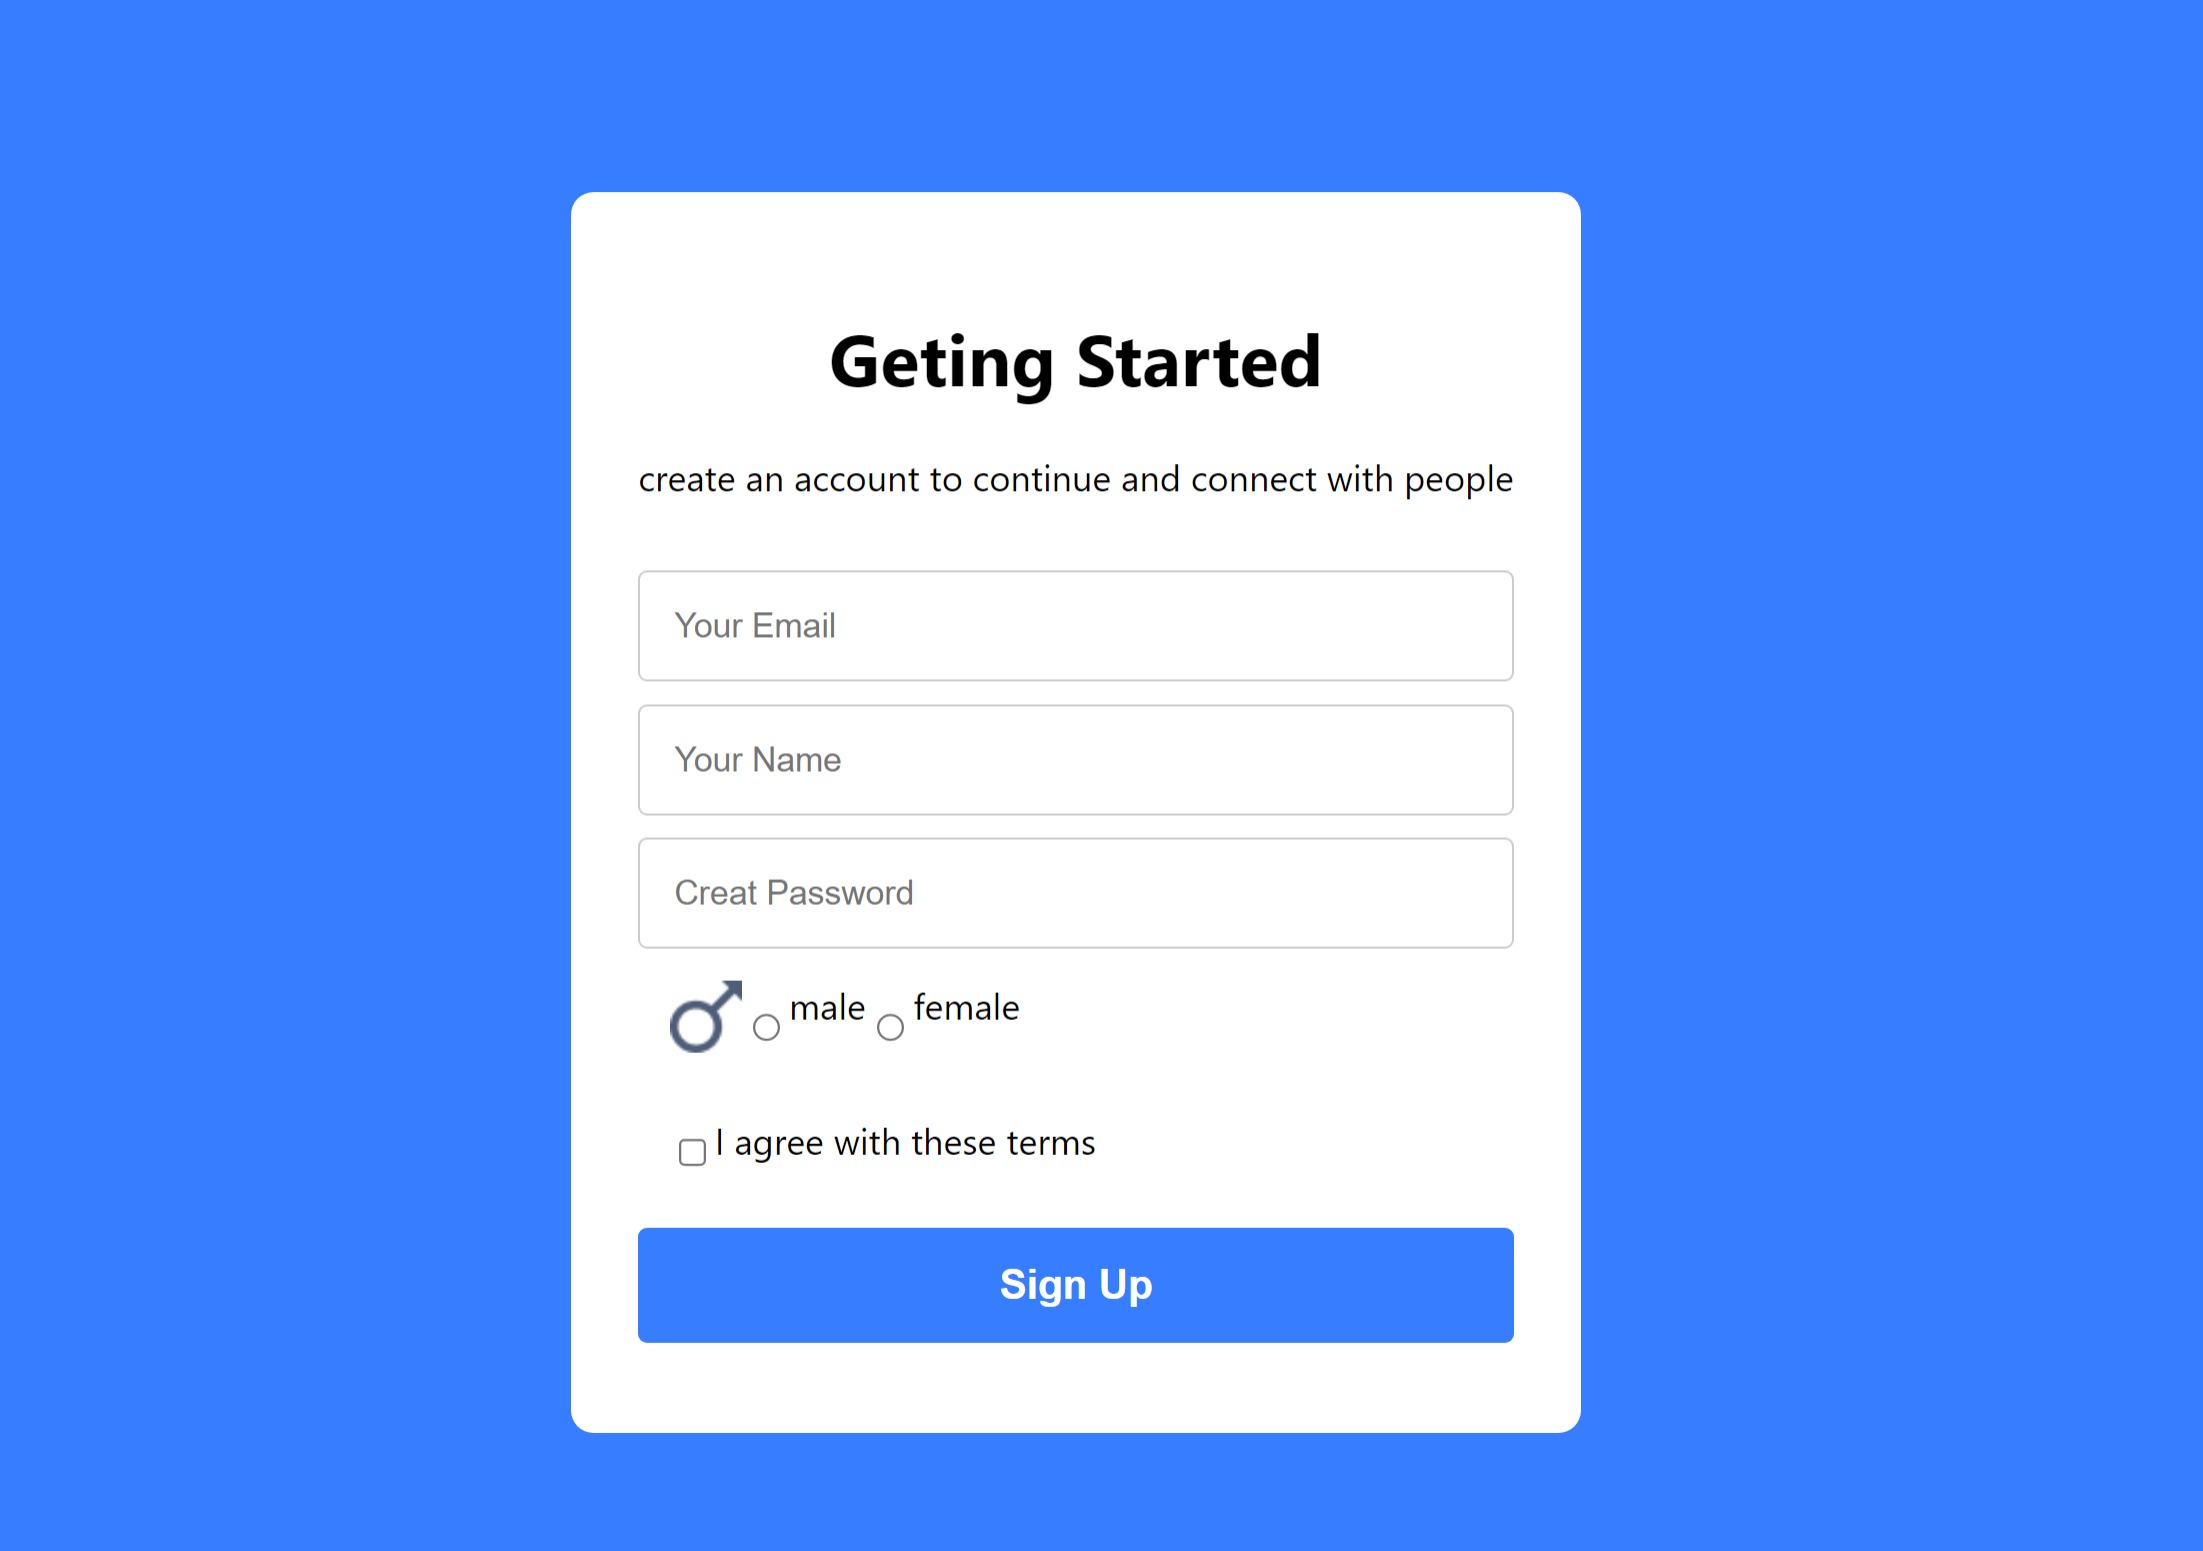 Geting Started
create an account to continue and connect with people
Your Email
Your Name
Creat Password
male female
I agree with these terms
Sign Up